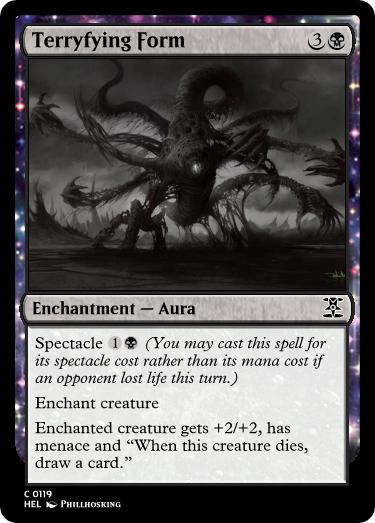 Terryfying Form 3
Enchantment — Aura
Spectacle 1 (You may cast this spell for
its spectacle cost rather than its mana cost if
an opponent lost life this turn.)
Enchant creature
Enchanted creature gets +2/+2, has
menace and “When this creature dies,
draw a card.”
C 0119
HEL Phillhosking